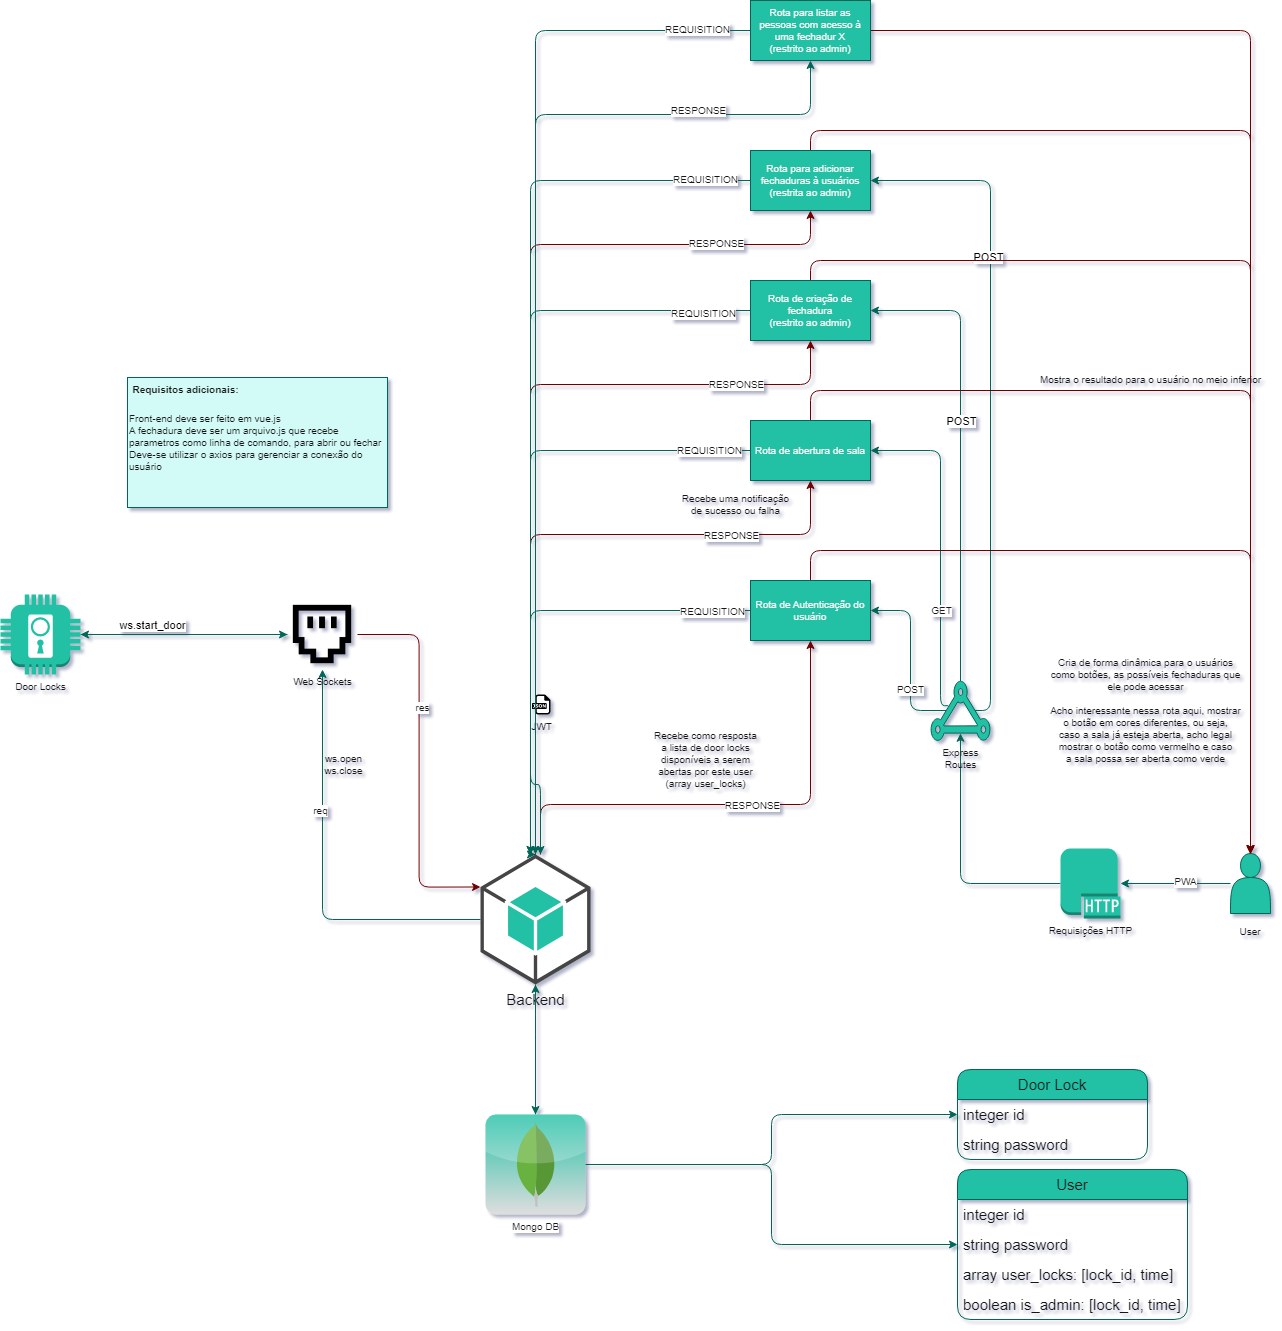 Rota para listar as
pessoas com acesso à
uma fechadur X
(restrito ao admin)
REQUISITION
RESPONSE
Rota para adicionar
fechaduras à usuários
(restrita ao admin)
REQUISITION
RESPONSE
POST
Rota de criação de
fechadura
(restrito ao admin)
REQUISITION
RESPONSE
Mostra o resultado para o usuário no meio inferior
POST
Requisitos adicionais:
Front-end deve ser feito em vue.js
A fechadura deve ser um arquivo.js que recebe
parametros como linha de comando, para abrir ou fechar
Deve-se utilizar o axios para gerenciar a conexão do
usuário
Rota de abertura de sala
REQUISITION
Recebe uma notificação
de sucesso ou falha
RESPONSE
Rota de Autenticação do
usuário
REQUISITION
GET
ws.start_door
Door Locks
Web Sockets
res
JSON
JWT
POST
Cria de forma dinâmica para o usuários
como botões, as possíveis fechaduras que
ele pode acessar
Acho interessante nessa rota aqui, mostrar
o botão em cores diferentes, ou seja,
caso a sala já esteja aberta, acho legal
mostrar o botão como vermelho e caso
a sala possa ser aberta como verde
Recebe como resposta
a lista de door locks
disponíveis a serem
abertas por este user
(array user_locks)
RESPONSE
Express
Routes
ws.open
ws.close
req
PWA
HTTP
Requisições HTTP
User
Backend
Mongo DB
Door Lock
integer id
string password
User
integer id
string password
array user_locks: [lock_id, time]
boolean is_admin: [lock_id, time]